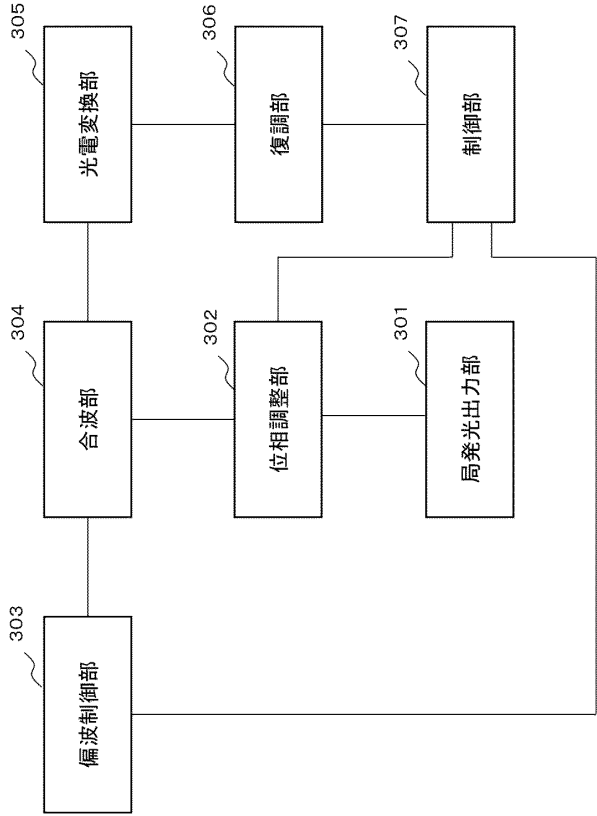 303
偏波制御部
304
合波部
305
光電変換部
302
位相調整部
306
復調部
301
局発光出力部
307
制御部